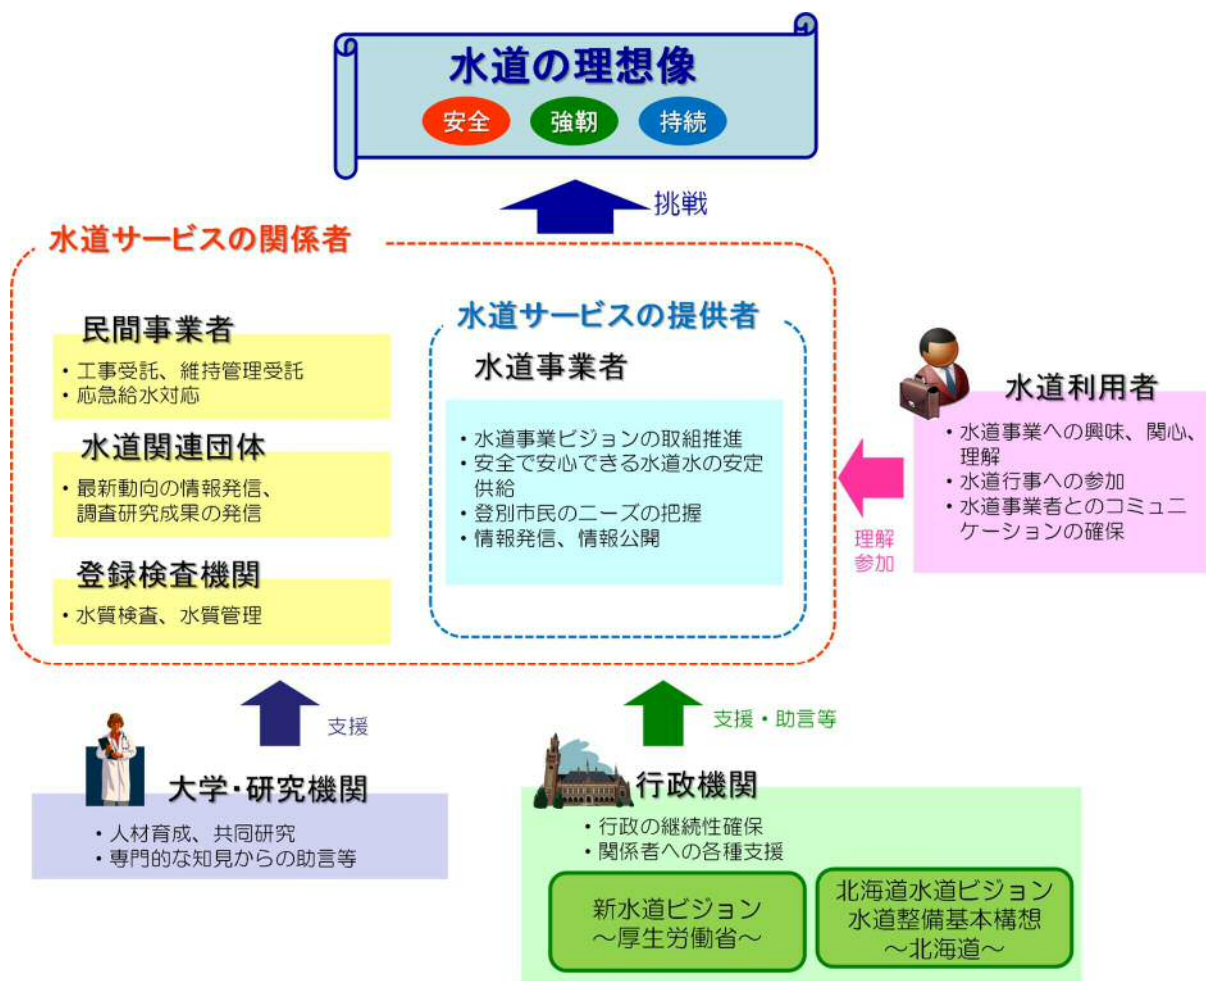 水道の理想像
安全
強靭
持続
挑戦
水道サービスの関係者
民間事業者
・工事受託、維持管理受託
・応急給水対応
水道関連団体
・最新動向の情報発信、
調査研究成果の発信
登録検査機関
・水質検査、水質管理
水道サービスの提供者
水道事業者
・水道事業ビジョンの取組推進
・安全で安心できる水道水の安定
供給
・登別市民のニーズの把握
・情報発信、情報公開
水道利用者
・水道事業への興味、関心、
理解
・水道行事への参加
・水道事業者とのコミュニ
ケーションの確保
理解
参加
支援
大学・研究機関
・人材育成、共同研究
・専門的な知見からの助言等
支援・助言等
行政機関
・行政の継続性確保
・関係者への各種支援
新水道ビジョン
～厚生労働省～
北海道水道ビジョン
水道整備基本構想
～北海道～